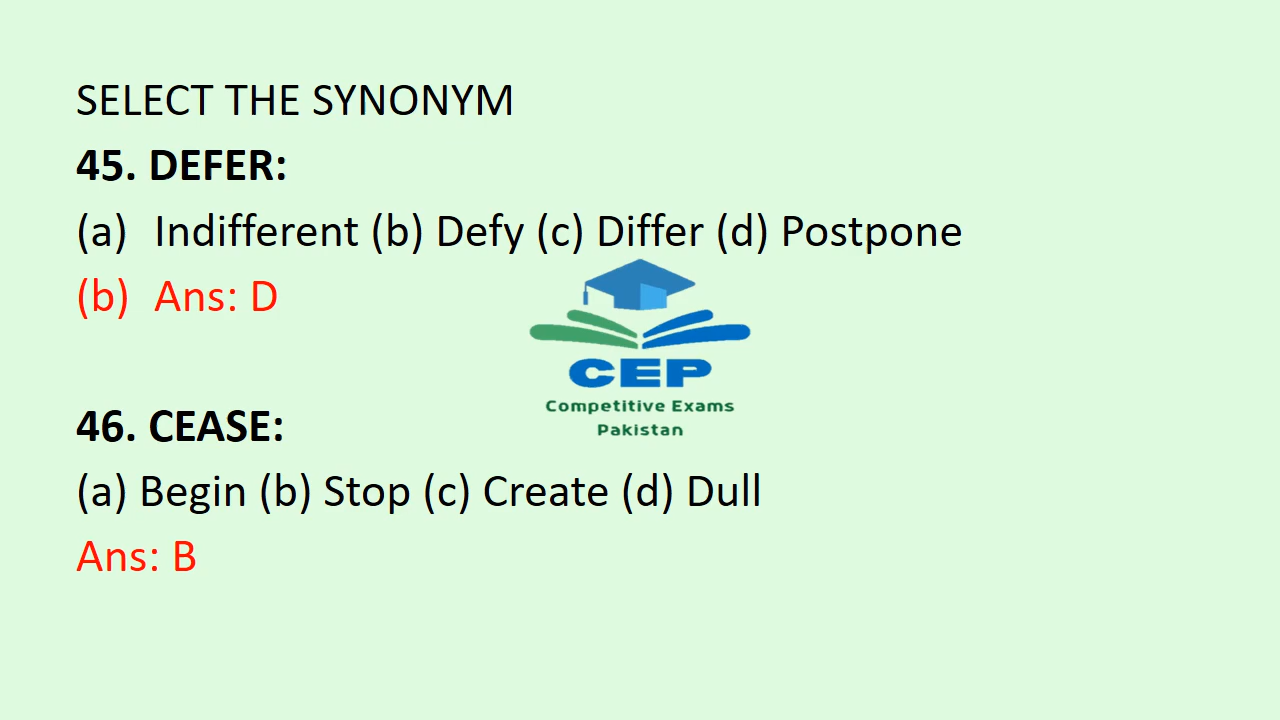 SELECT THE SYNONYM
45. DEFER:
(a) Indifferent (b) Defy (c) Differ (d) Postpone
(b) Ans: D
CEP
Competitive Exams
Pakistan
46. CEASE:
(a) Begin (b) Stop (c) Create (d) Dull
Ans: B